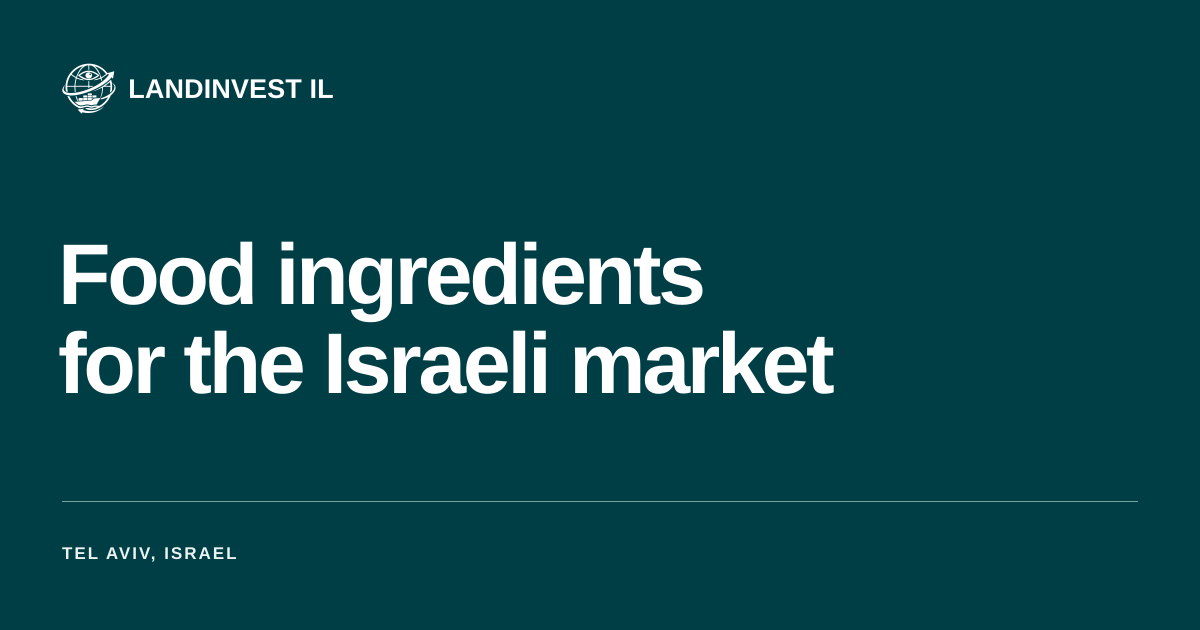 LANDINVEST IL
Food ingredients
for the Israeli market
TEL AVIV, ISRAEL